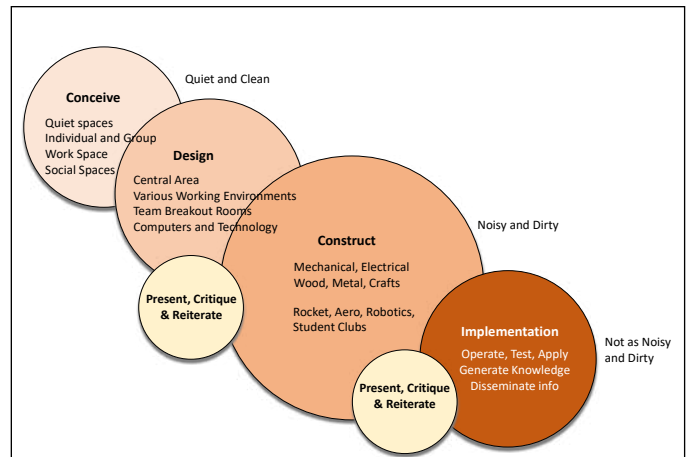 Quiet and Clean
Conceive
Quiet spaces
Individual and Group
Work Space
Social Spaces
Design
Central Area
Various Working Environments
Team Breakout Rooms
Computers and Technology
Noisy and Dirty
Construct
Mechanical, Electrical
Wood, Metal, Crafts
Rocket, Aero, Robotics,
Student Clubs
Present, Critique
& Reiterate
Implementation
Operate, Test, Apply
Generate Knowledge
Disseminate info
Not as Noisy
and Dirty
Present, Critique
& Reiterate